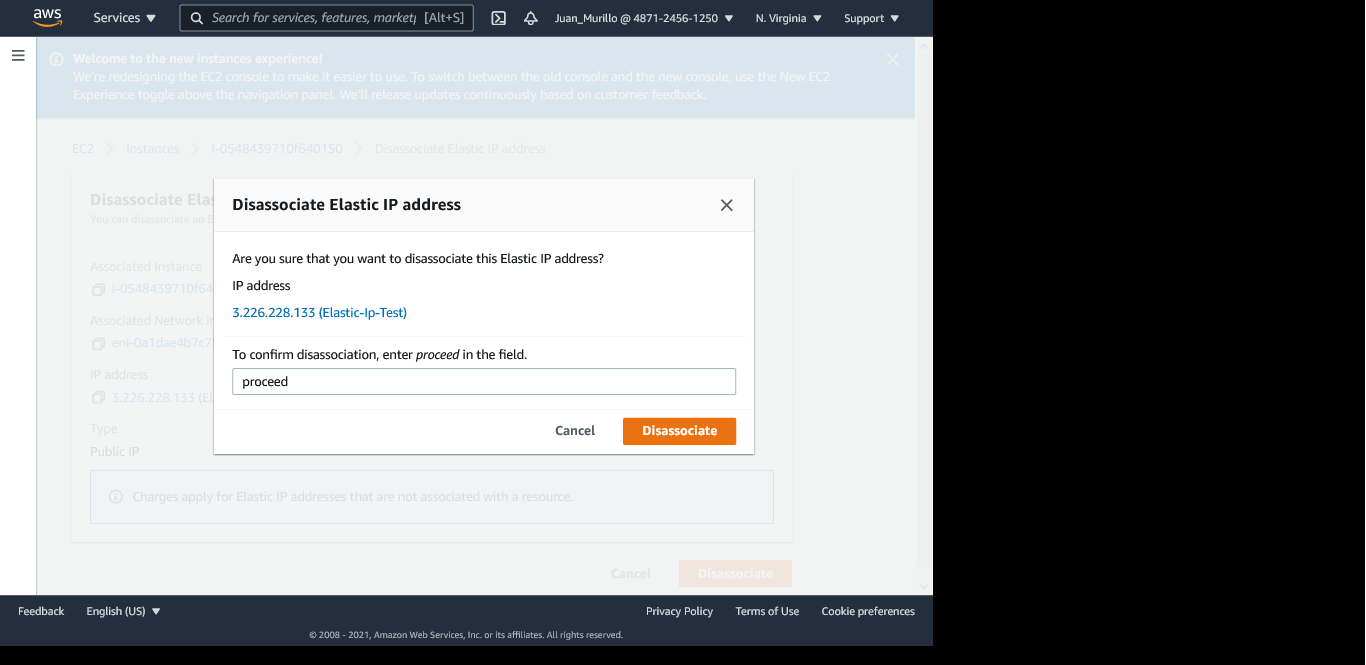 aws
Services
Search for services, features, market [Alt+S]
Juan_Murillo @ 4871-2456-1250
N. Virginia
Support
Welcome to the new instances experience!
We're redesigning the EC2 console to make it easier to use. To switch between the old console and the new console, use the New EC2
Experience toggle above the navigation panel. We'll release updates continuously based on customer feedback.
EC2
Instances
i-0548439710f640150
Disassociate Elastic IP address
Disassociate Elas
You can disassociate an E
Associated Instance
i-0548439710f64
Associated Network in
eni-0a1dae4b7c7
IP address
3.226.228.133 (El
Type
Public IP
Charges apply for Elastic IP addresses that are not associated with a resource.
Cancel
Disassociate
Disassociate Elastic IP address
Are you sure that you want to disassociate this Elastic IP address?
IP address
3.226.228.133 (Elastic-Ip-Test)
To confirm disassociation, enter proceed in the field.
proceed
Cancel
Disassociate
Feedback
English (US)
Privacy Policy
Terms of Use
Cookie preferences
© 2008 - 2021, Amazon Web Services, Inc. or its affiliates. All rights reserved.